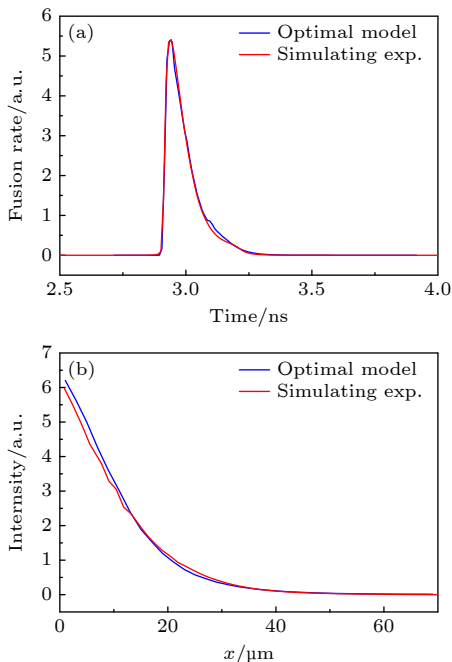 6
(a)
Optimal model
Simulating exp.
5
4
3
2
1
0
Fusion rate/a.u.
2.5 3.0 3.5 4.0
Time/ns
7
(b)
Optimal model
Simulating exp.
6
5
4
3
2
1
0
Internsity/a.u.
0 20 40 60
x/μm